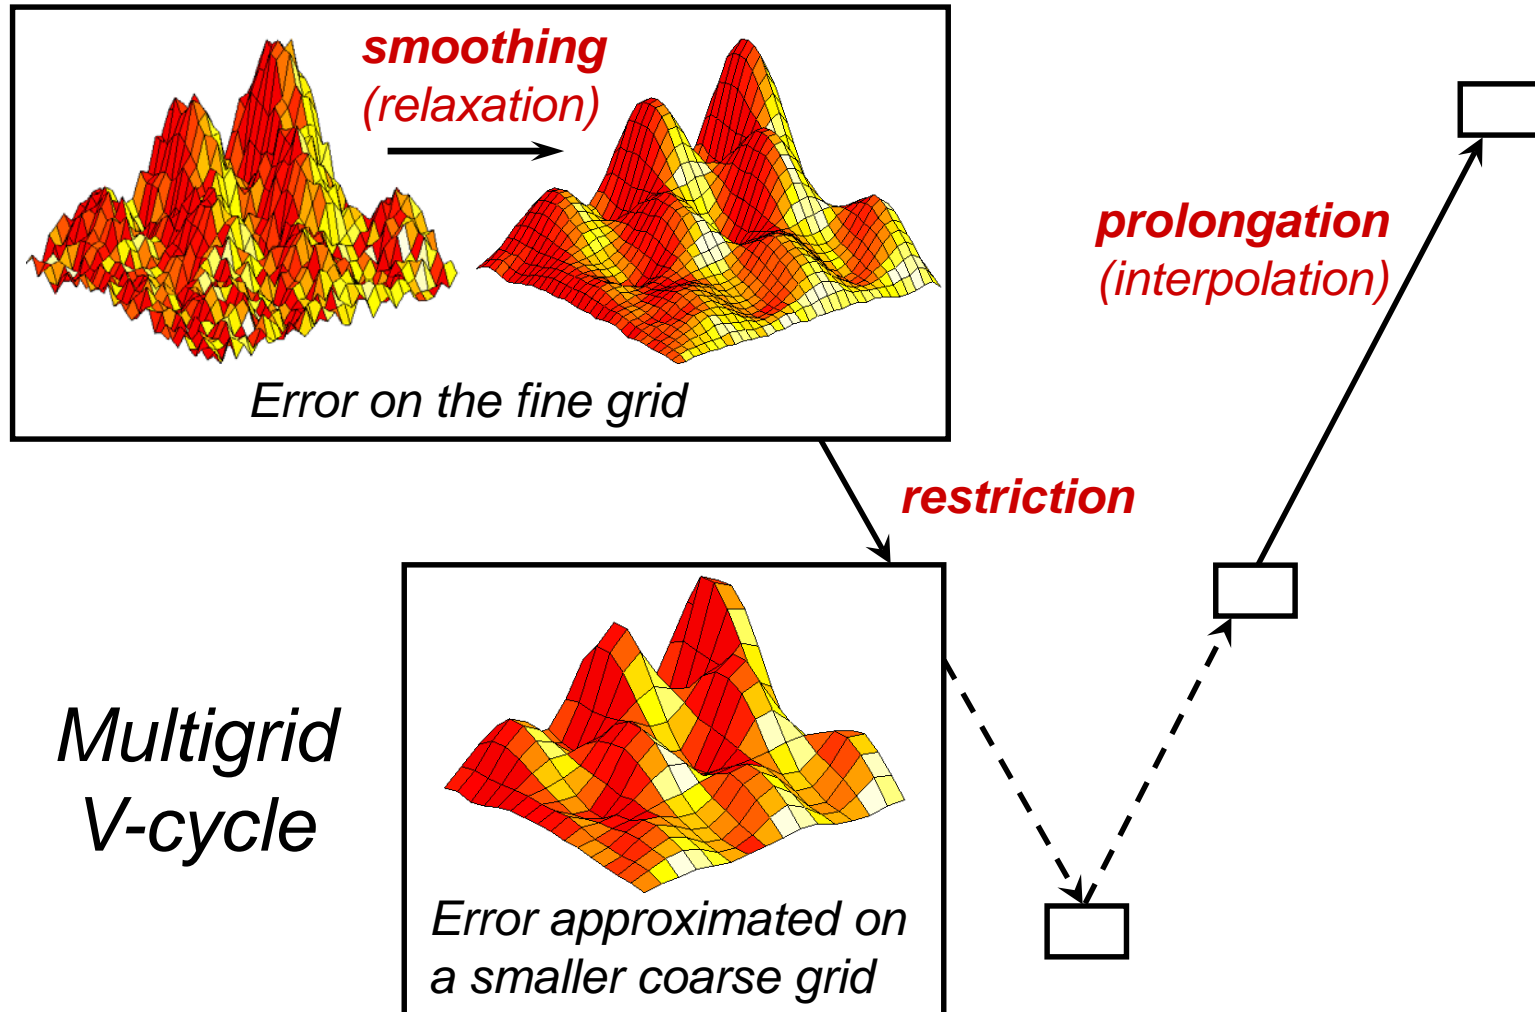 smoothing
(relaxation)
Error on the fine grid
prolongation
(interpolation)
restriction
Multigrid
V-cycle
Error approximated on
a smaller coarse grid